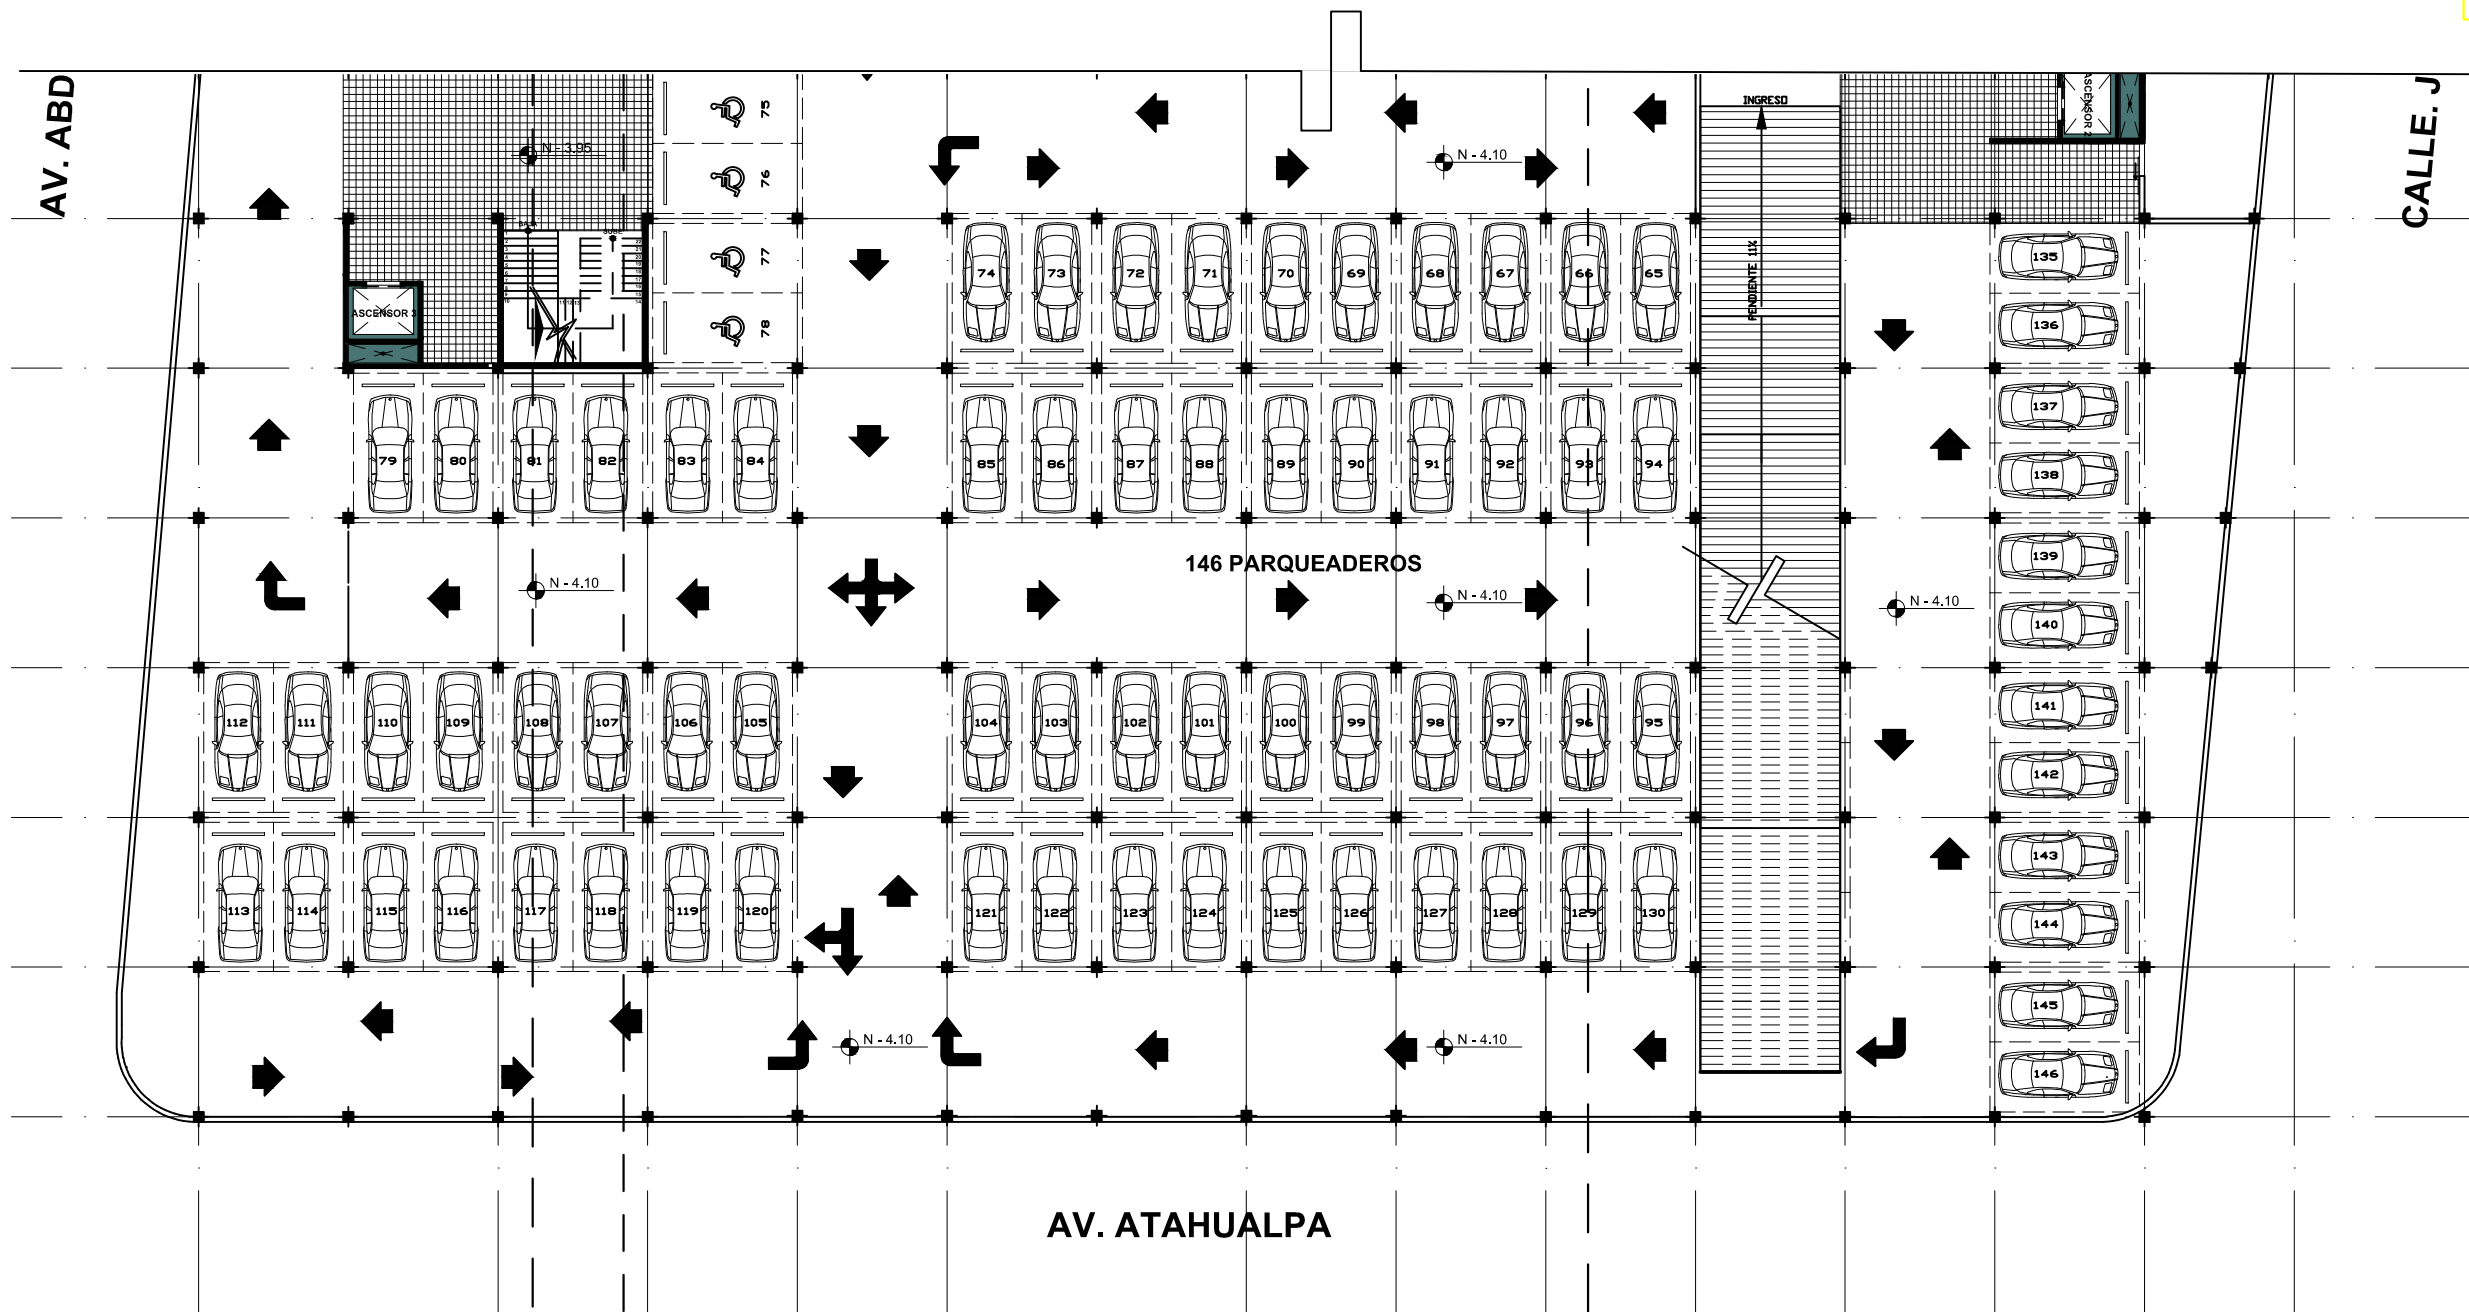 AV. ABD
CALLE. J
INGRESO
PENDIENTE 11%
ASCENSOR 2
N - 3.95
N - 4.10
75
76
77
78
BAJA
SUBE
ASCENSOR 3
74 73 72 71 70 69 68 67 66 65
135
136
79 80 81 82 83 84
85 86 87 88 89 90 91 92 93 94
137
138
146 PARQUEADEROS
N - 4.10
N - 4.10
N - 4.10
139
140
112 111 110 109 108 107 106 105
104 103 102 101 100 99 98 97 96 95
141
142
113 114 115 116 117 118 119 120
121 122 123 124 125 126 127 128 129 130
143
144
N - 4.10
N - 4.10
145
146
AV. ATAHUALPA